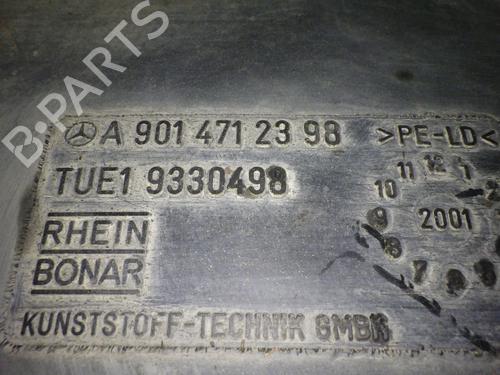 B-PARTS
A 901 471 23 98 >PE-LD<
TUE1 9330498
11 12 1
10 2
9 2001
8
7
RHEIN
BONAR
KUNSTSTOFF-TECHNIK GMBH